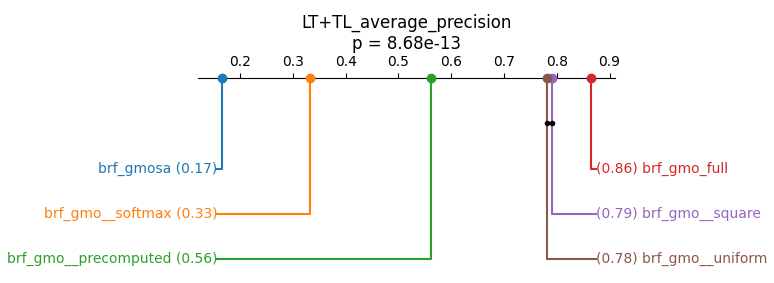 LT+TL_average_precision
p = 8.68e-13
0.2 0.3 0.4 0.5 0.6 0.7 0.8 0.9
brf_gmosa (0.17) (0.86) brf_gmo_full
brf_gmo__softmax (0.33) (0.79) brf_gmo__square
brf_gmo__precomputed (0.56) (0.78) brf_gmo__uniform